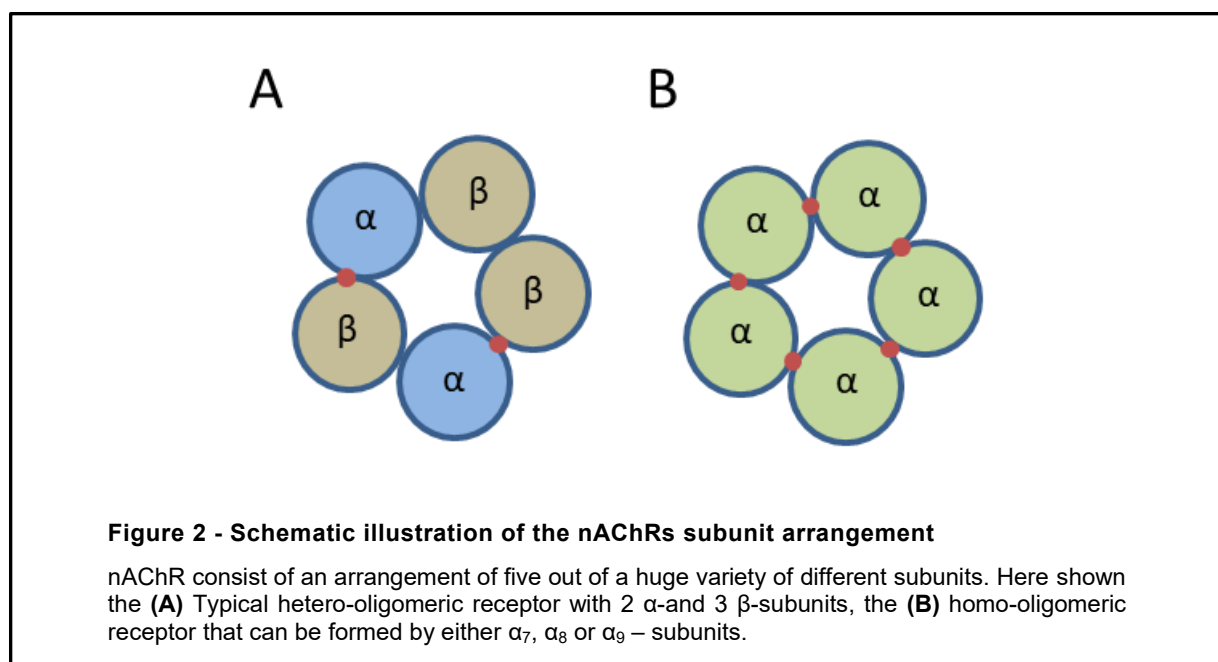 A
B
β
α
α
α
β
α
β
α
α
α
Figure 2 - Schematic illustration of the nAChRs subunit arrangement
nAChR consist of an arrangement of five out of a huge variety of different subunits. Here shown
the (A) Typical hetero-oligomeric receptor with 2 α-and 3 β-subunits, the (B) homo-oligomeric
receptor that can be formed by either α7, α8 or α9 – subunits.